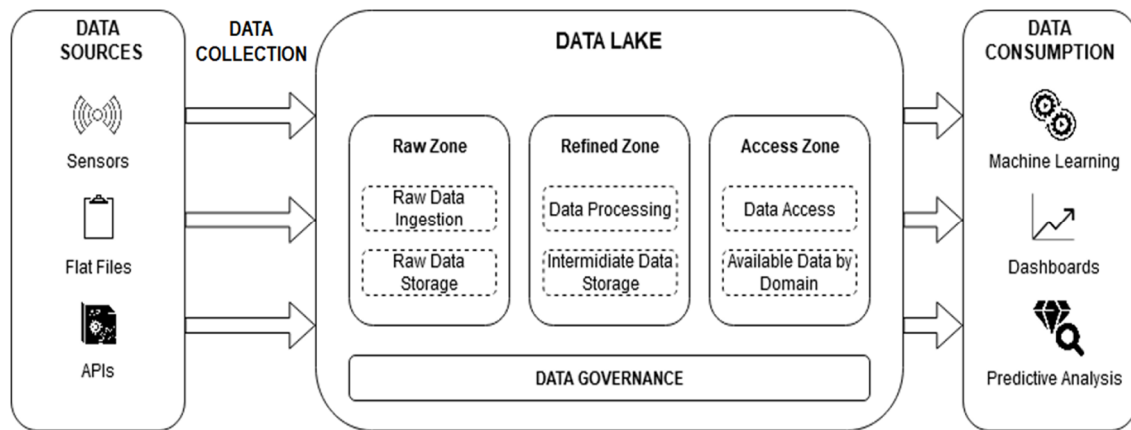 DATA
SOURCES
Sensors
Flat Files
APIs
DATA
COLLECTION
DATA LAKE
Raw Zone
Raw Data
Ingestion
Raw Data
Storage
Refined Zone
Data Processing
Intermidiate Data
Storage
Access Zone
Data Access
Available Data by
Domain
DATA GOVERNANCE
DATA
CONSUMPTION
Machine Learning
Dashboards
Predictive Analysis